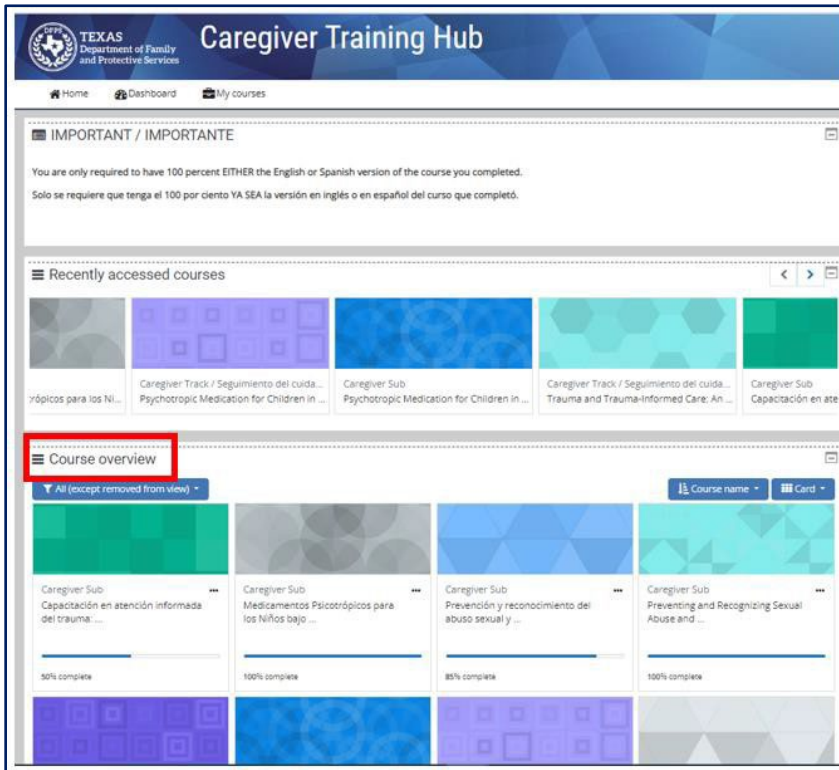 DFPS
TEXAS
Department of Family
and Protective Services
Caregiver Training Hub
Home
Dashboard
My courses
IMPORTANT / IMPORTANTE
You are only required to have 100 percent EITHER the English or Spanish version of the course you completed.
Solo se requiere que tenga el 100 por ciento YA SEA la versión en inglés o en español del curso que completó.
Recently accessed courses
rópicos para los Ni...
Caregiver Track / Seguimiento del cuida...
Psychotropic Medication for Children in ...
Caregiver Sub
Psychotropic Medication for Children in ...
Caregiver Track / Seguimiento del cuida...
Trauma and Trauma-Informed Care: An ...
Caregiver Sub
Capacitación en ate
Course overview
All (except removed from view)
Course name
Card
Caregiver Sub
Capacitación en atención informada
del trauma: ...
50% complete
Caregiver Sub
Medicamentos Psicotrópicos para
los Niños bajo ...
100% complete
Caregiver Sub
Prevención y reconocimiento del
abuso sexual y ...
85% complete
Caregiver Sub
Preventing and Recognizing Sexual
Abuse and ...
100% complete